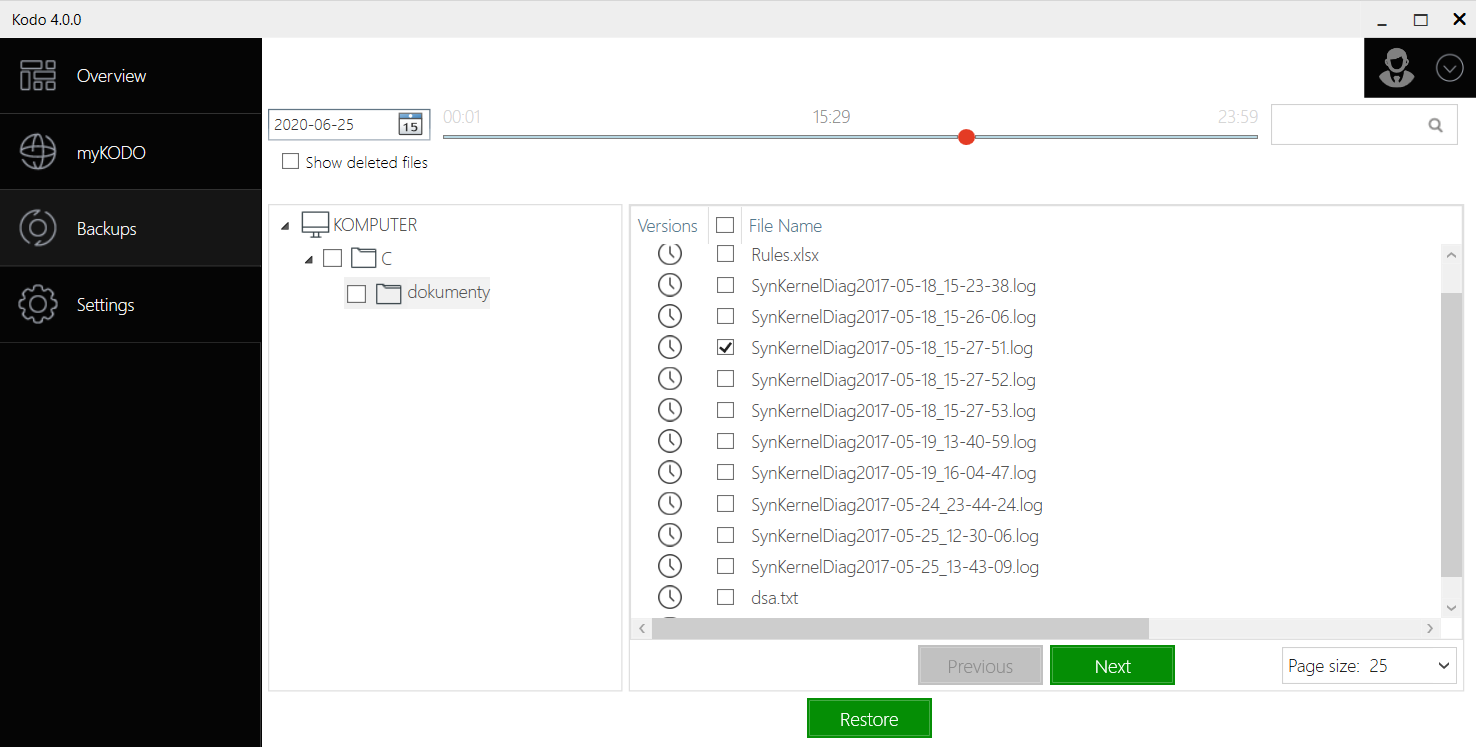 Kodo 4.0.0
Overview
myKODO
Backups
Settings
2020-06-25
15
00:01
15:29
23:59
Show deleted files
KOMPUTER
C
dokumenty
Versions
File Name
Rules.xlsx
SynKernelDiag2017-05-18_15-23-38.log
SynKernelDiag2017-05-18_15-26-06.log
SynKernelDiag2017-05-18_15-27-51.log
SynKernelDiag2017-05-18_15-27-52.log
SynKernelDiag2017-05-18_15-27-53.log
SynKernelDiag2017-05-19_13-40-59.log
SynKernelDiag2017-05-19_16-04-47.log
SynKernelDiag2017-05-24_23-44-24.log
SynKernelDiag2017-05-25_12-30-06.log
SynKernelDiag2017-05-25_13-43-09.log
dsa.txt
Previous
Next
Page size: 25
Restore